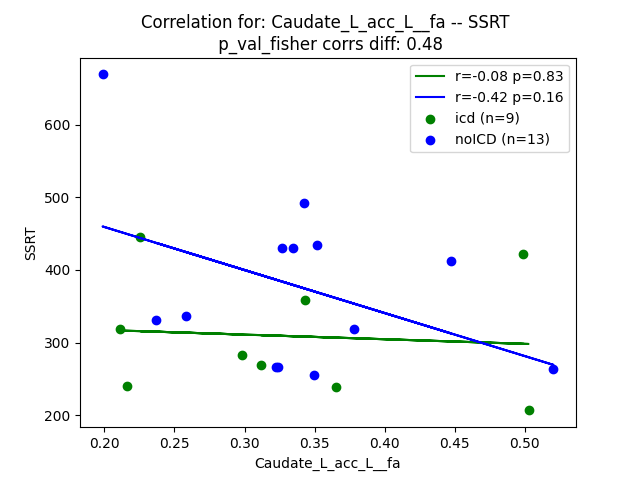 Correlation for: Caudate_L_acc_L__fa -- SSRT
p_val_fisher corrs diff: 0.48
r=-0.08 p=0.83
r=-0.42 p=0.16
icd (n=9)
noICD (n=13)
600
500
400
300
200
SSRT
0.20 0.25 0.30 0.35 0.40 0.45 0.50
Caudate_L_acc_L__fa